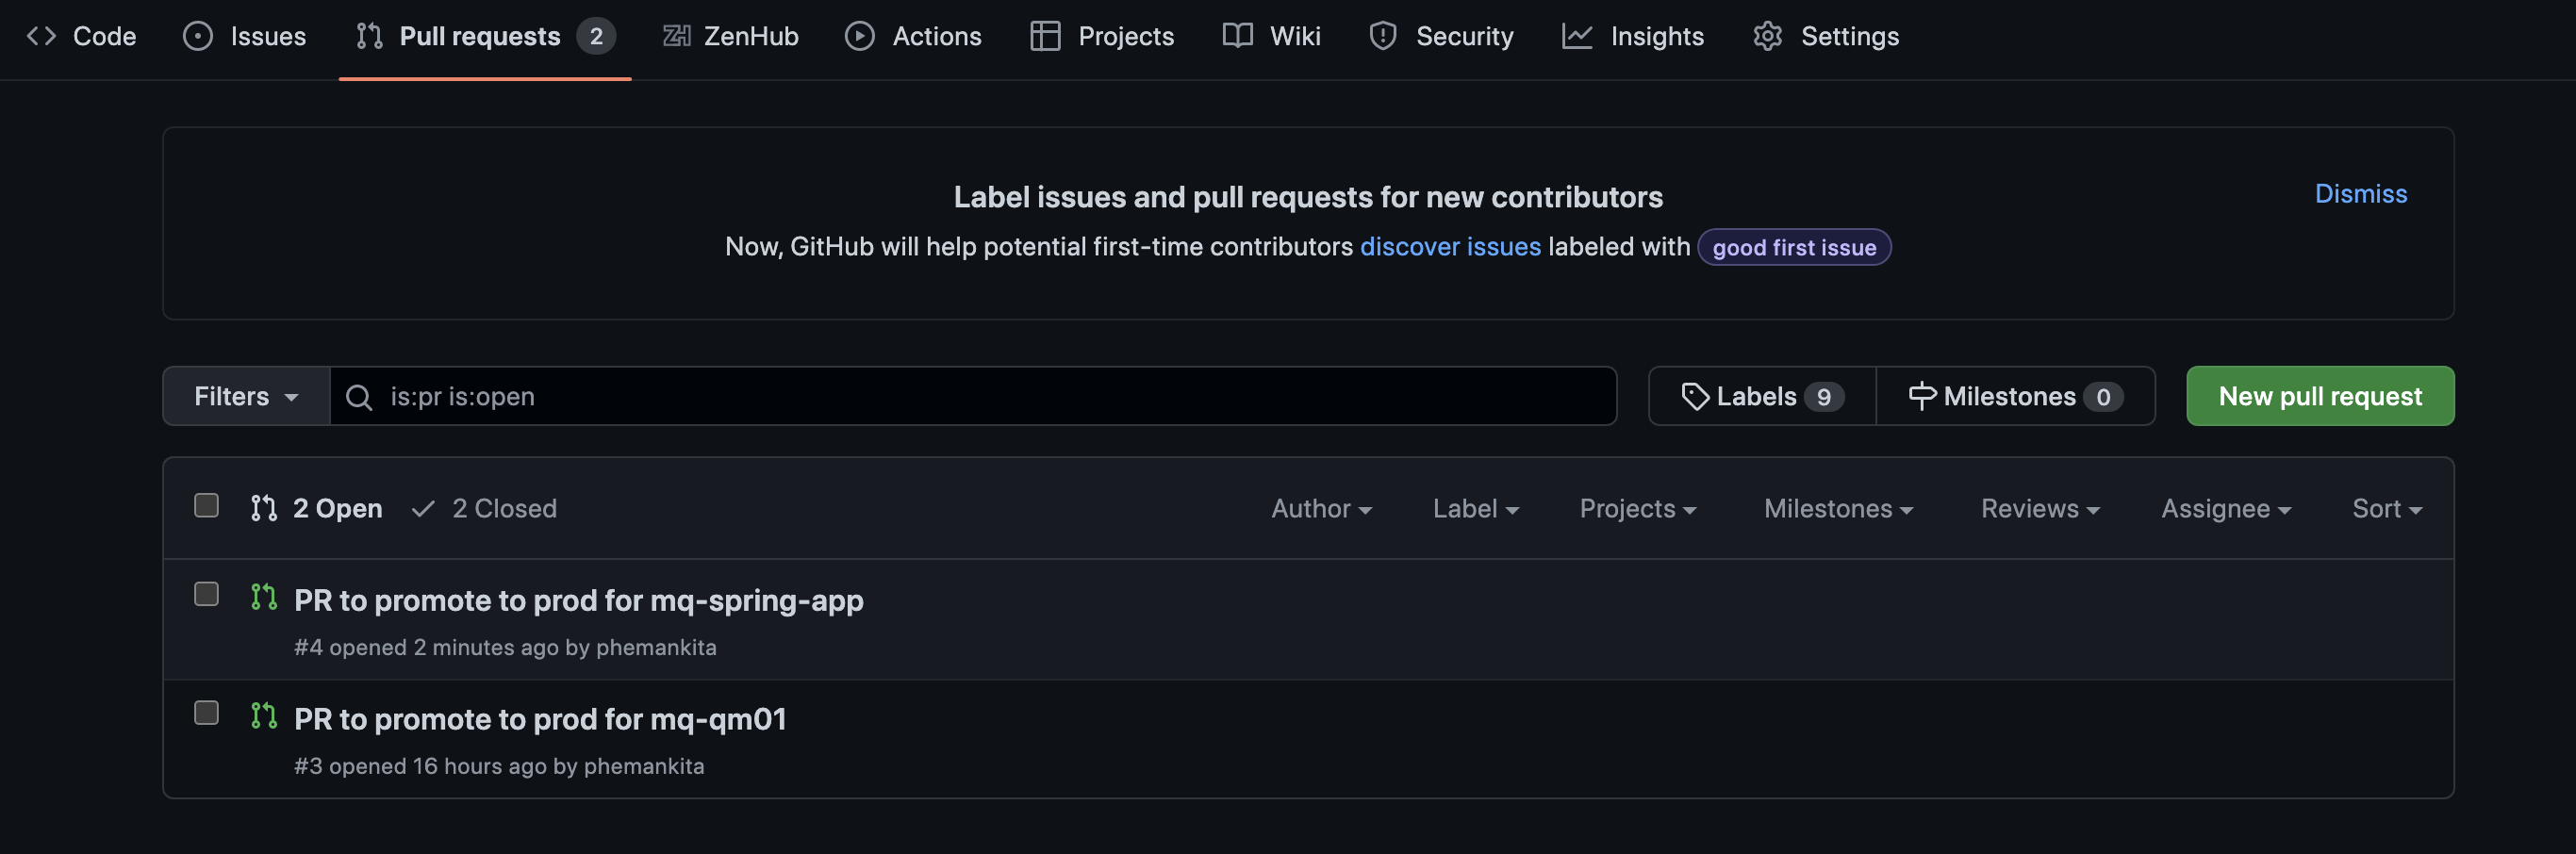 Code Issues Pull requests 2 ZenHub Actions Projects Wiki Security Insights Settings
Label issues and pull requests for new contributors
Dismiss
Now, GitHub will help potential first-time contributors discover issues labeled with good first issue
Filters is:pr is:open Labels 9 Milestones 0 New pull request
2 Open 2 Closed Author Label Projects Milestones Reviews Assignee Sort
PR to promote to prod for mq-spring-app
#4 opened 2 minutes ago by phemankita
PR to promote to prod for mq-qm01
#3 opened 16 hours ago by phemankita